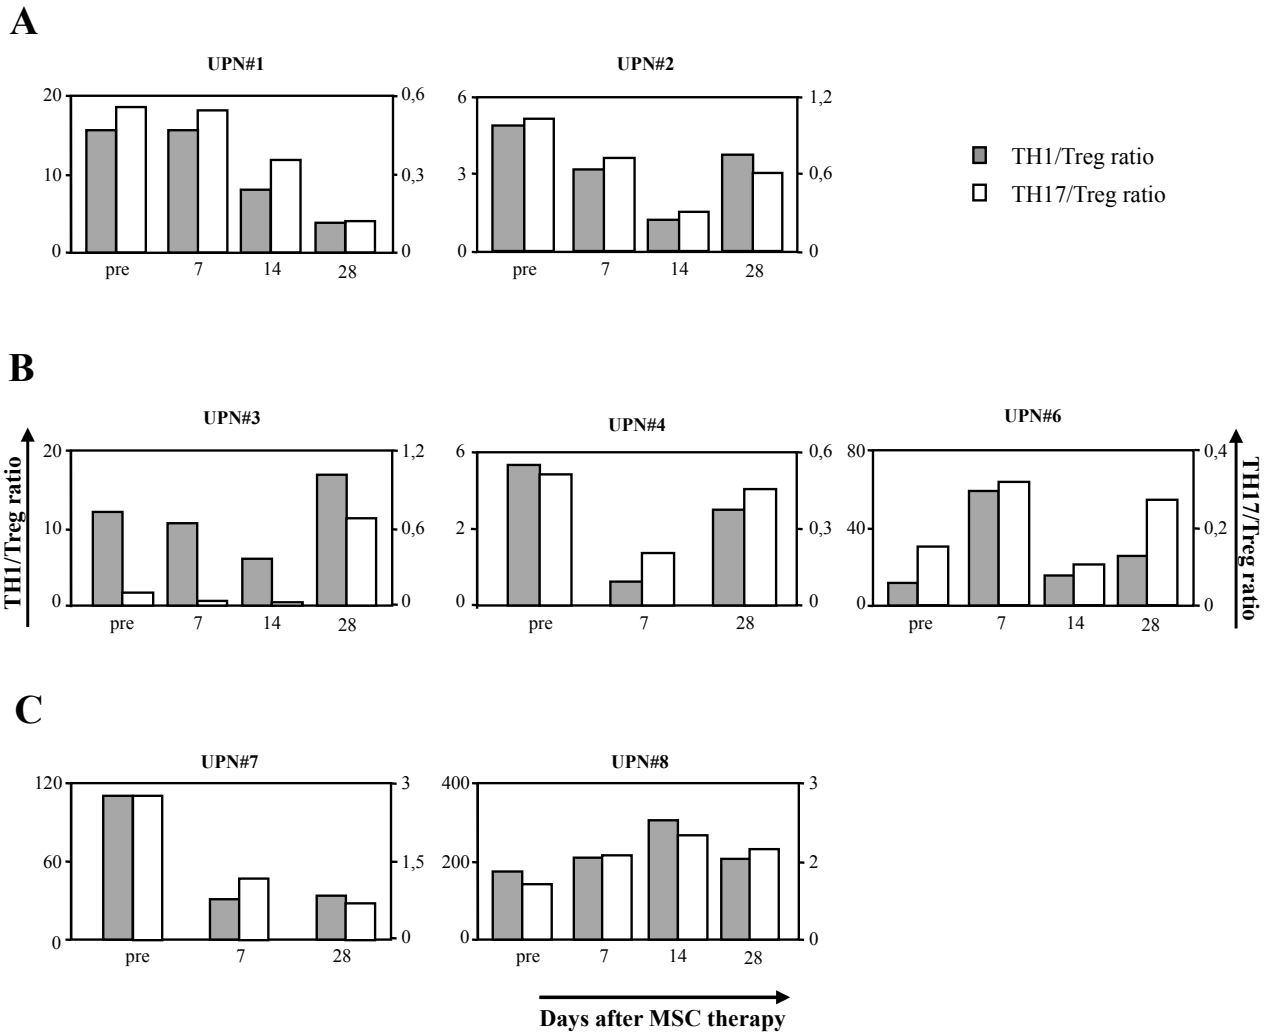 A
UPN#1
20
10
0
0,6
0,3
0
pre 7 14 28
UPN#2
6
3
0
1,2
0,6
0
pre 7 14 28
TH1/Treg ratio
TH17/Treg ratio
B
TH1/Treg ratio
UPN#3
20
10
0
1,2
0,6
0
pre 7 14 28
UPN#4
6
2
0
0,6
0,3
0
pre 7 28
UPN#6
80
40
0
0,4
0,2
0
pre 7 14 28
TH17/Treg ratio
C
UPN#7
120
60
0
3
1,5
0
pre 7 28
UPN#8
400
200
0
3
2
0
pre 7 14 28
Days after MSC therapy